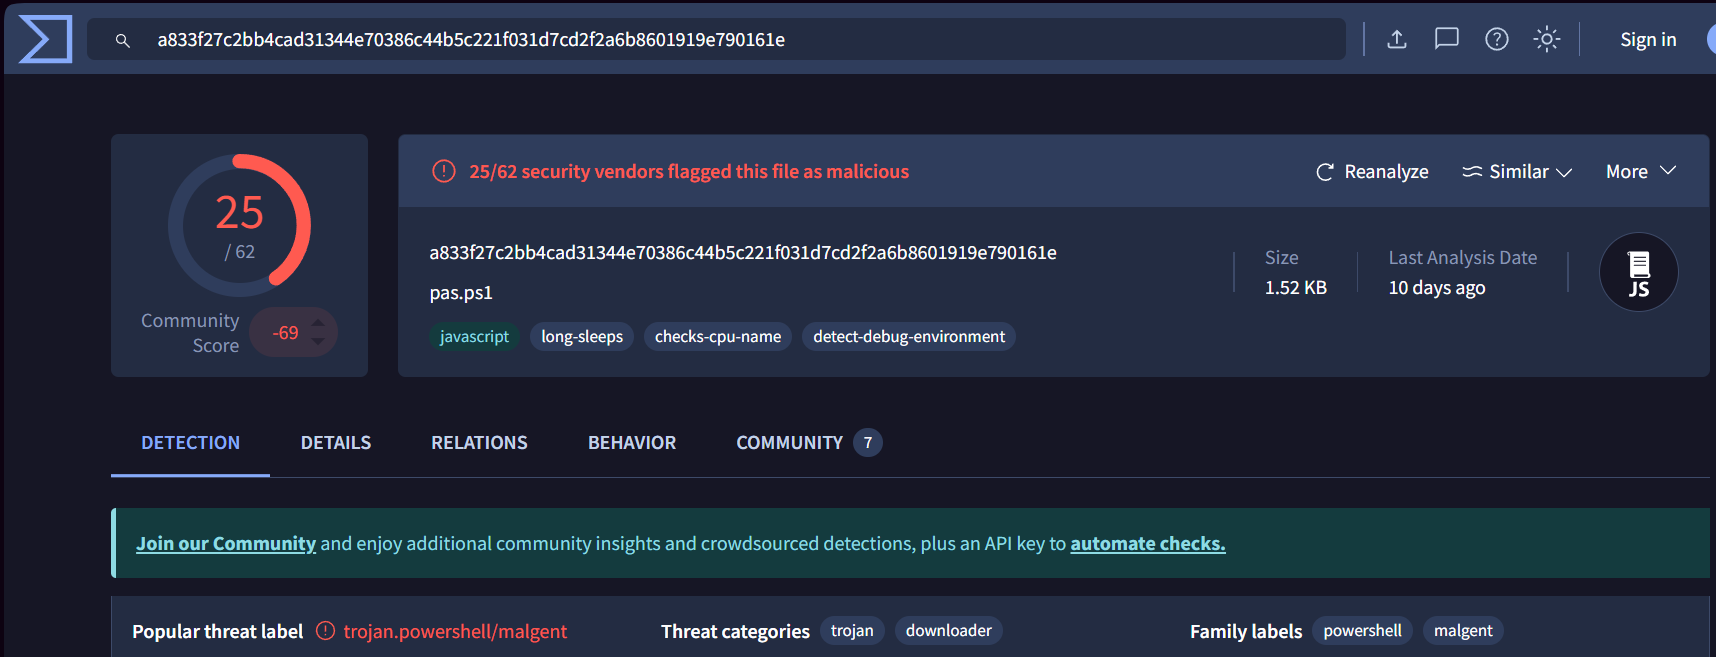 a833f27c2bb4cad31344e70386c44b5c221f031d7cd2f2a6b8601919e790161e
Sign in
25
/ 62
Community
Score
-69
25/62 security vendors flagged this file as malicious
Reanalyze
Similar
More
a833f27c2bb4cad31344e70386c44b5c221f031d7cd2f2a6b8601919e790161e
pas.ps1
javascript
long-sleeps
checks-cpu-name
detect-debug-environment
Size
1.52 KB
Last Analysis Date
10 days ago
JS
DETECTION
DETAILS
RELATIONS
BEHAVIOR
COMMUNITY
7
Join our Community and enjoy additional community insights and crowdsourced detections, plus an API key to automate checks.
Popular threat label
trojan.powershell/malgent
Threat categories
trojan
downloader
Family labels
powershell
malgent